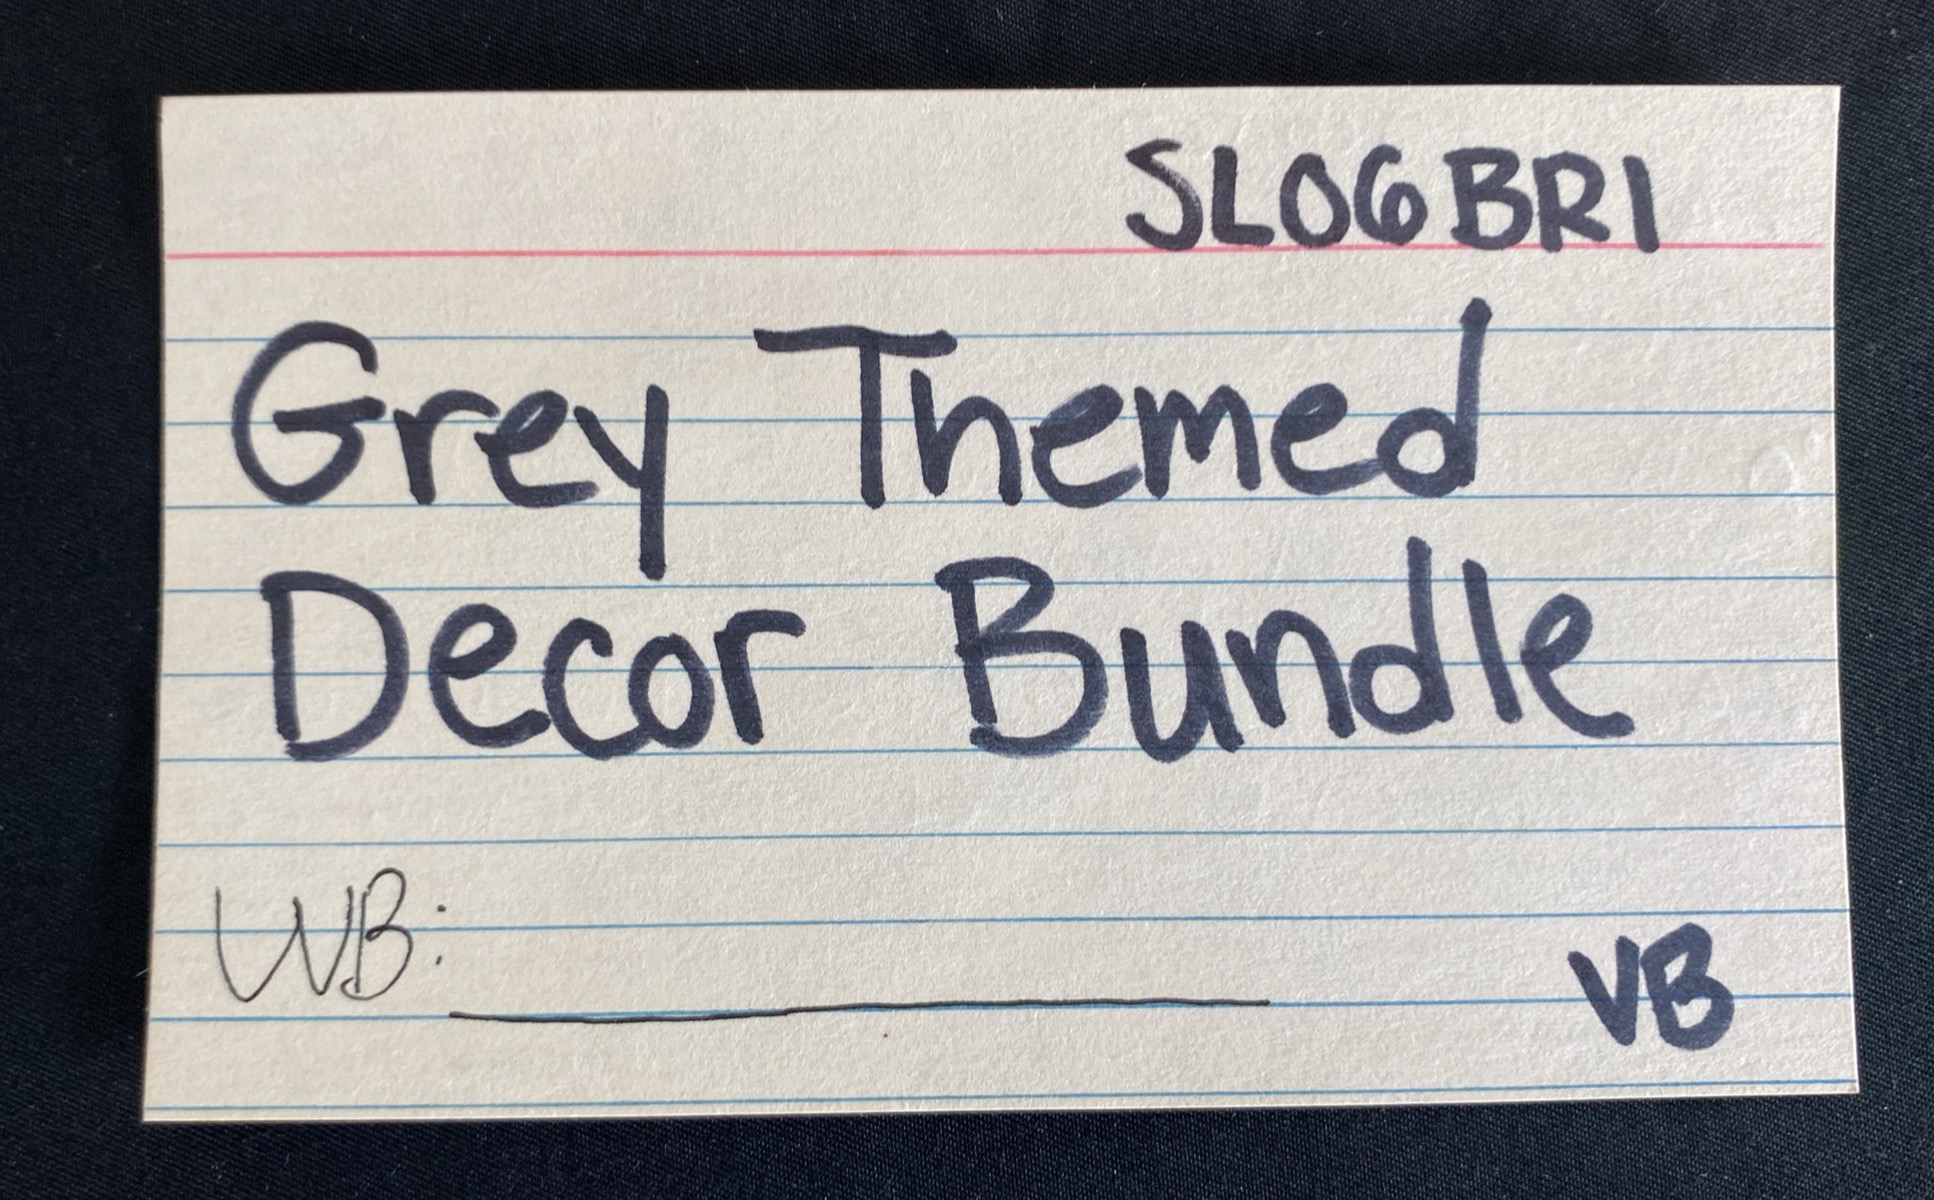 SL06BR1
Grey Themed
Decor Bundle
WB:
VB